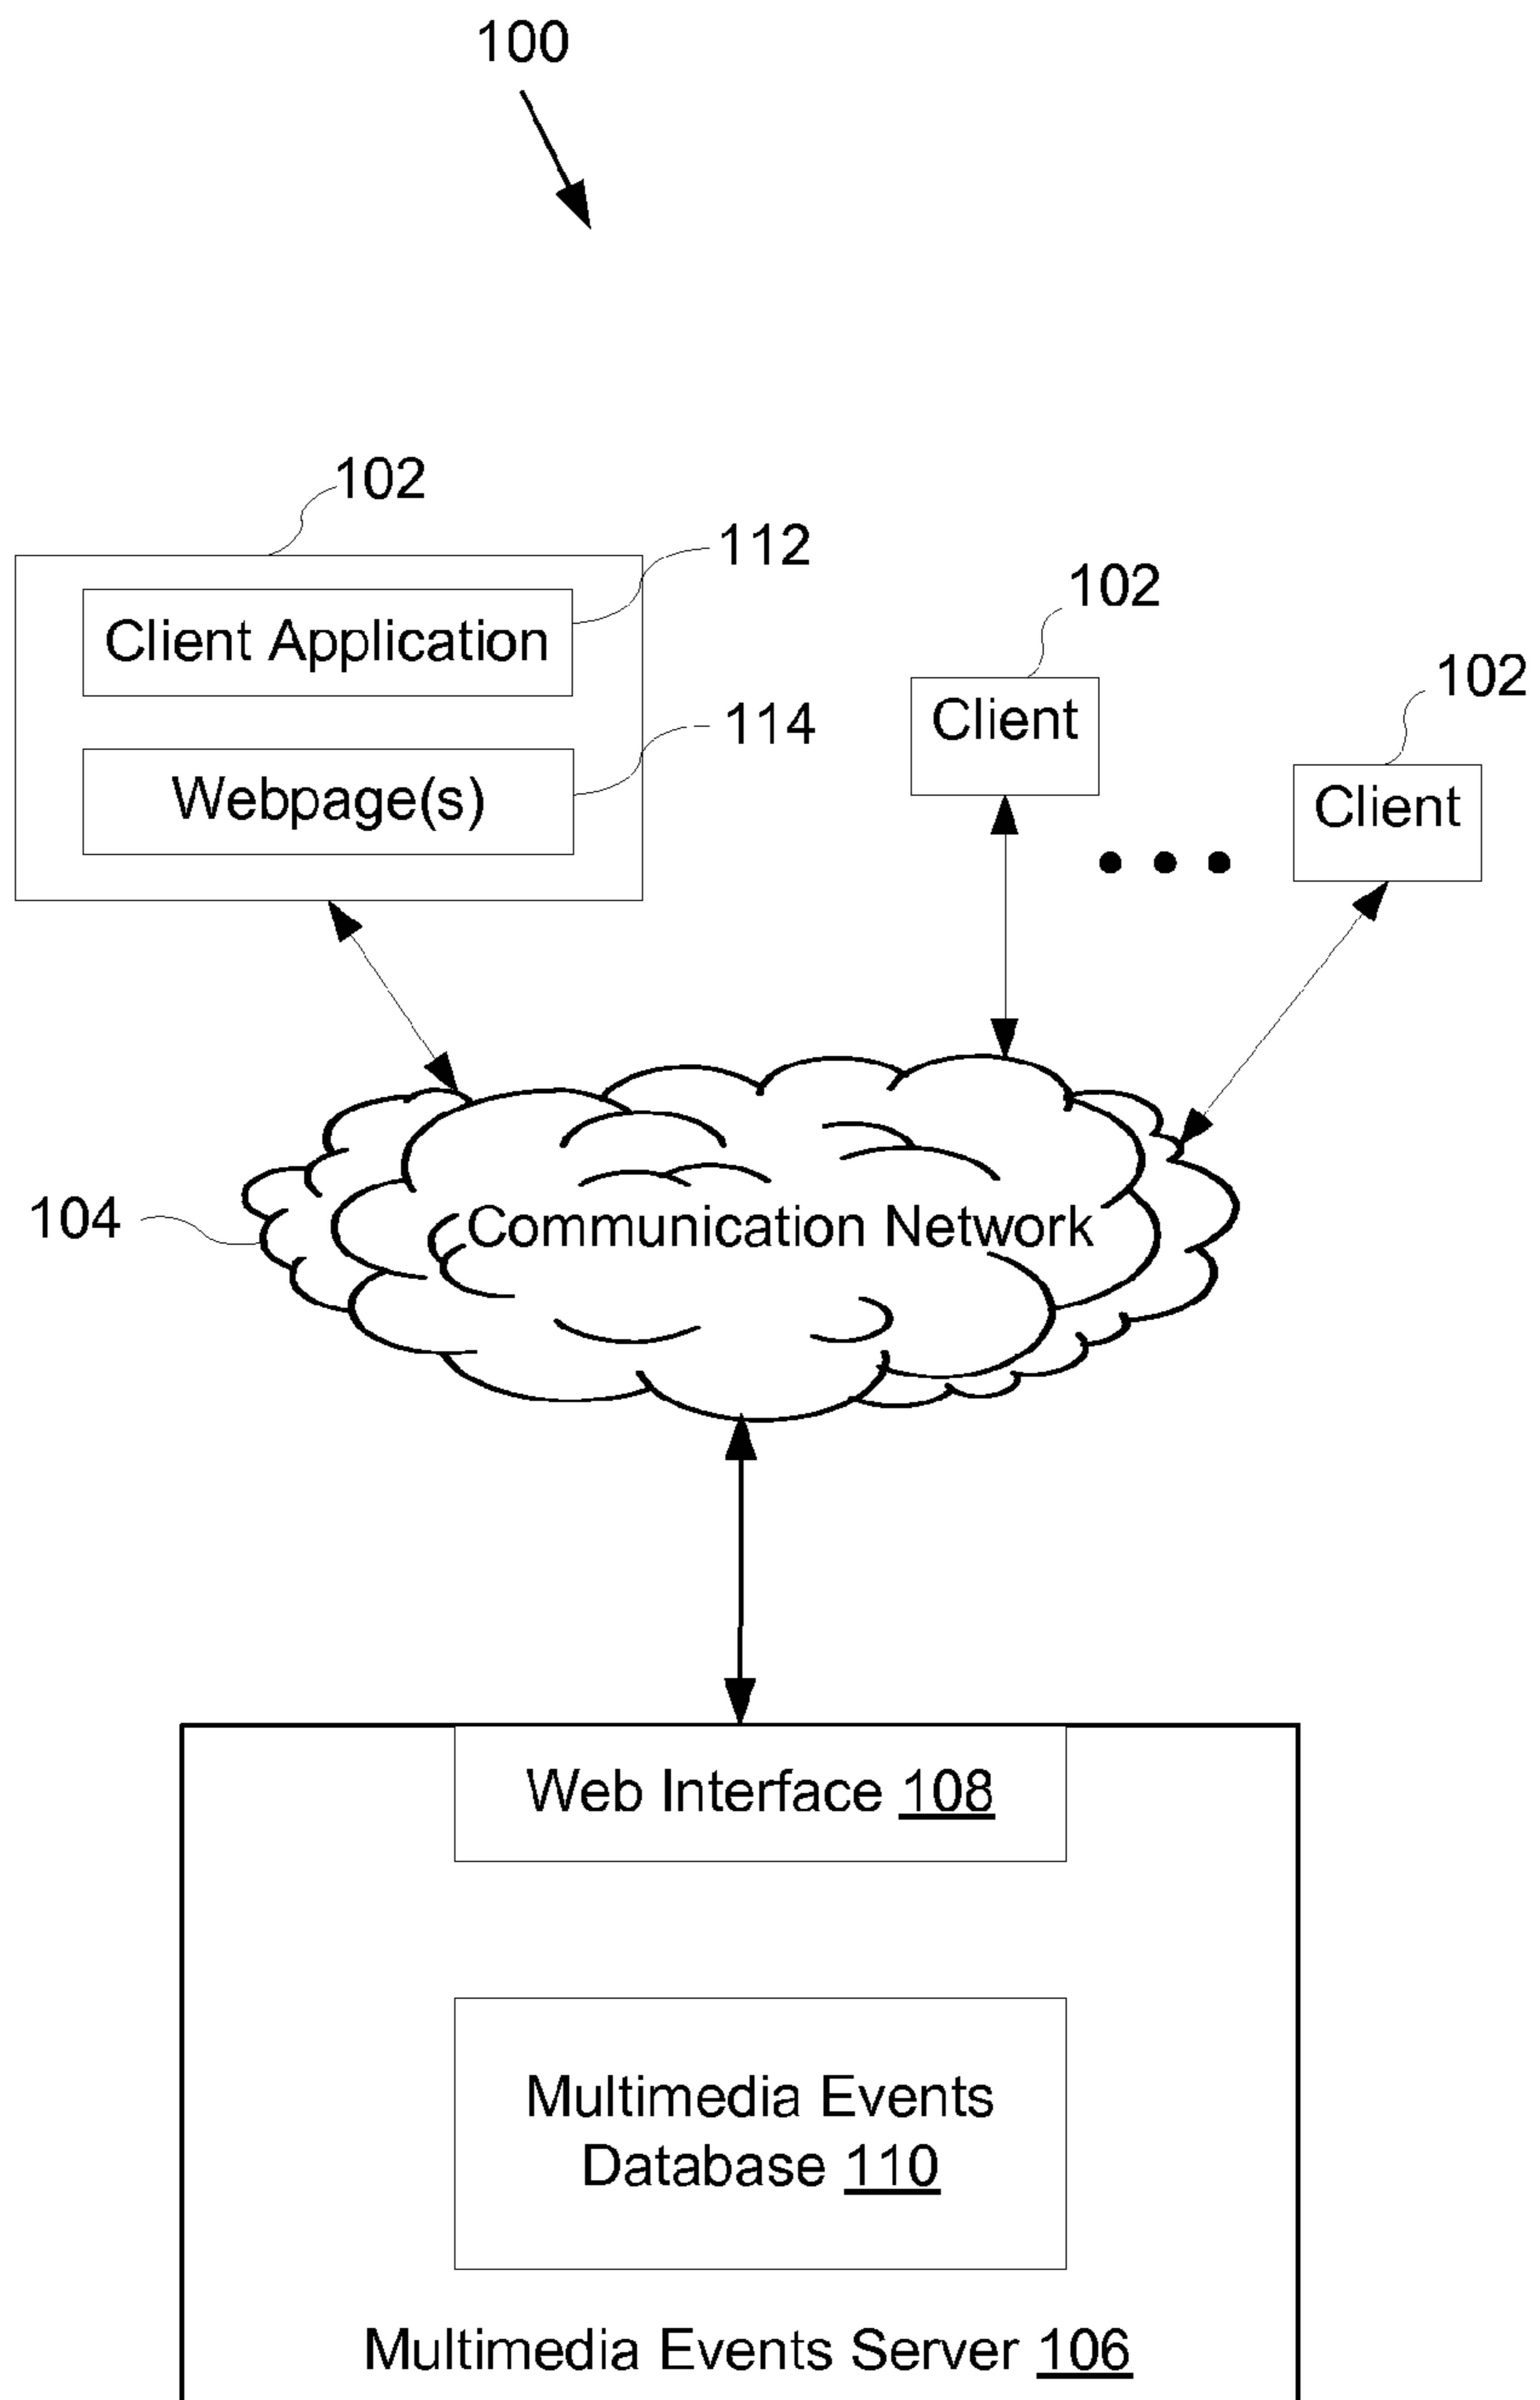 100
102
112
Client Application
114
Webpage(s)
102
Client
102
Client
104
Communication Network
Web Interface 108
Multimedia Events
Database 110
Multimedia Events Server 106